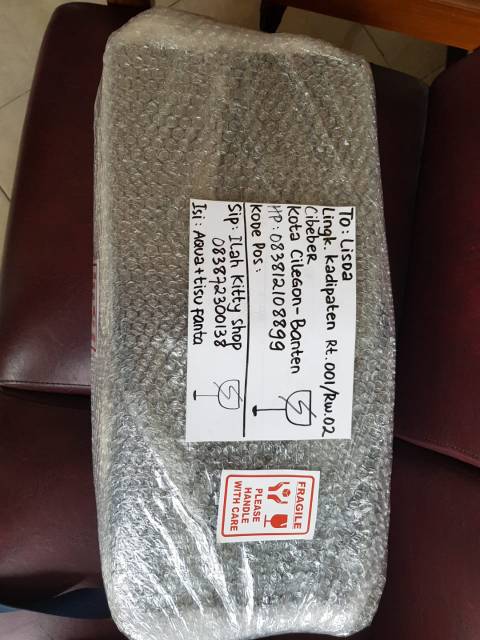 To: Lisda
Lingk. kadipaten Rt. 001/Rw. 02
Cibeber
Kota Cilegon-Banten
HP: 083812108899
Kode Pos:
Sip: Ilah Kitty Shop
083872300138
Isi: AQUA + tisu Fanta
FRAGILE
PLEASE
HANDLE
WITH CARE